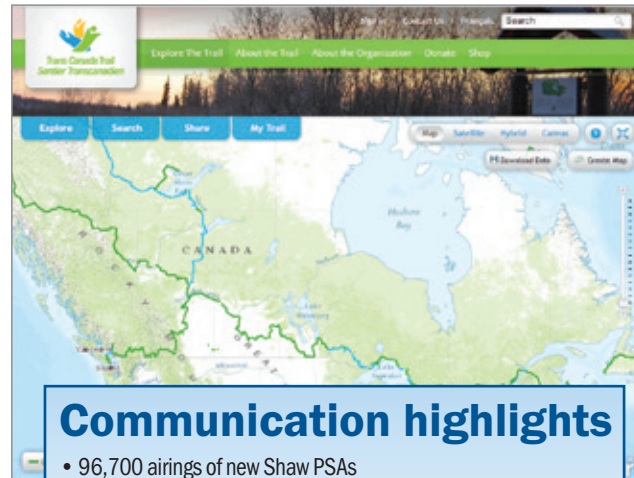 Sign In Contact Us Français Search
Trans Canada Trail
Sentier Transcanadien
Explore The Trail About the Trail About the Organization Donate Shop
Explore Search Share My Trail
Map Satellite Hybrid Canvas
Download Data Create Map
Hudson
Bay
CANADA
ROCKY
GREAT
Communication highlights
• 96,700 airings of new Shaw PSAs